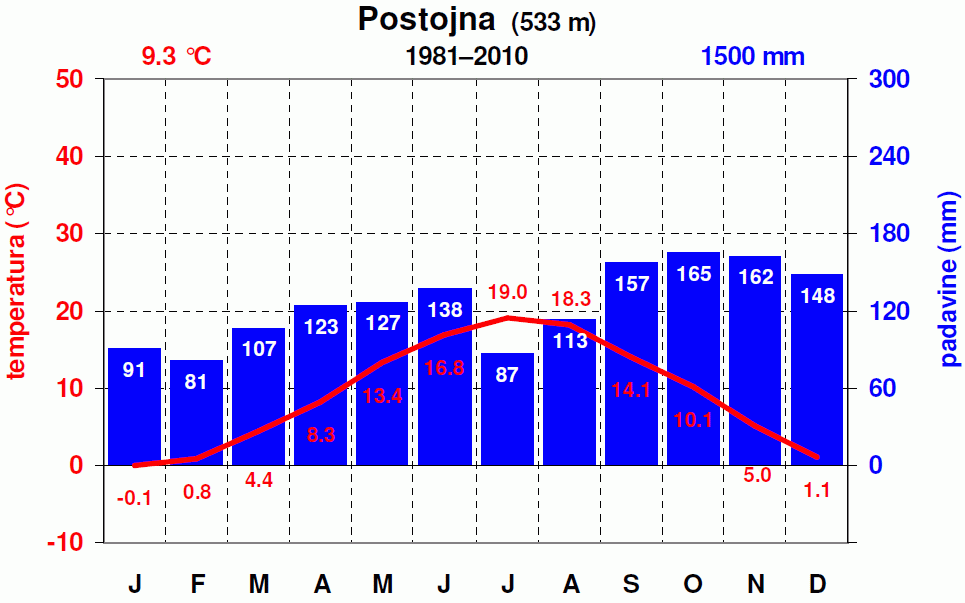 Postojna (533 m)
9.3 °C 1981–2010 1500 mm
50 300
40 240
30 180
20 120
10 60
0 0
-10
temperatura (°C)
padavine (mm)
91 81 107 123 127 138 87 113 157 165 162 148
-0.1 0.8 4.4 8.3 13.4 16.8 19.0 18.3 14.1 10.1 5.0 1.1
J F M A M J J A S O N D